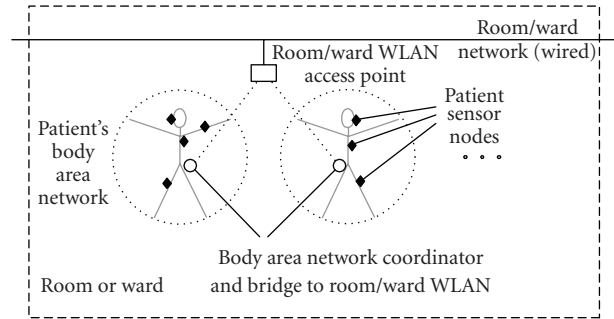 Room/ward
network (wired)
Room/ward WLAN
access point
Patient's
body
area
network
Patient
sensor
nodes
Body area network coordinator
and bridge to room/ward WLAN
Room or ward